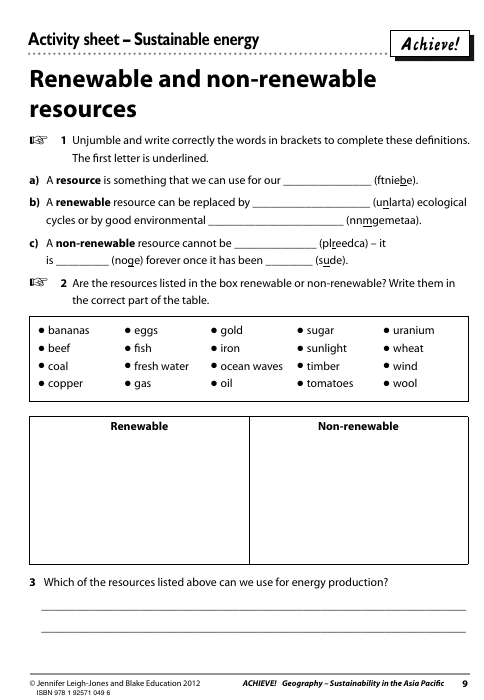 Activity sheet – Sustainable energy
Achieve!
Renewable and non-renewable
resources
1 Unjumble and write correctly the words in brackets to complete these definitions.
The first letter is underlined.
a) A resource is something that we can use for our ________________ (ftniebe).
b) A renewable resource can be replaced by _____________________ (unlarta) ecological
cycles or by good environmental ____________________ (nnmgemetaa).
c) A non-renewable resource cannot be _______________ (plreedca) – it
is __________ (noge) forever once it has been _________ (sude).
2 Are the resources listed in the box renewable or non-renewable? Write them in
the correct part of the table.
• bananas • eggs • gold • sugar • uranium
• beef • fish • iron • sunlight • wheat
• coal • fresh water • ocean waves • timber • wind
• copper • gas • oil • tomatoes • wool
Renewable Non-renewable
3 Which of the resources listed above can we use for energy production?
© Jennifer Leigh-Jones and Blake Education 2012 ACHIEVE! Geography – Sustainability in the Asia Pacific 9
ISBN 978 1 92571 049 6